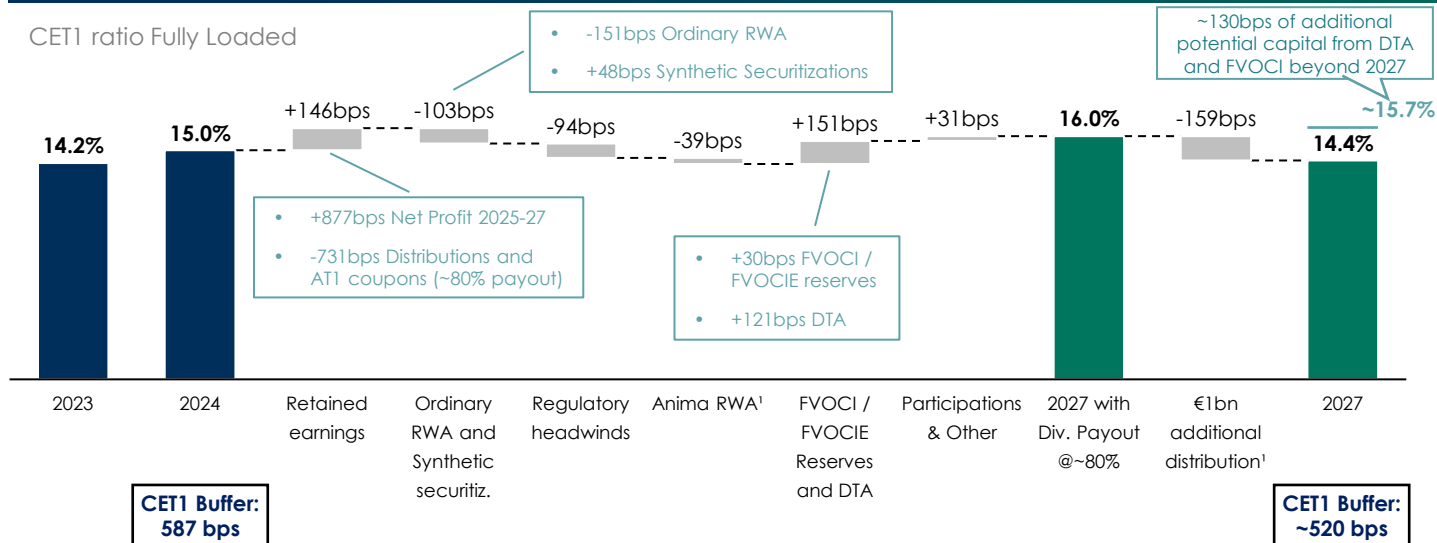 CET1 ratio Fully Loaded
• -151bps Ordinary RWA
• +48bps Synthetic Securitizations
~130bps of additional
potential capital from DTA
and FVOCI beyond 2027
~15.7%
14.2%
15.0%
+146bps
-103bps
-94bps
-39bps
+151bps
+31bps
16.0%
-159bps
14.4%
• +877bps Net Profit 2025-27
• -731bps Distributions and
AT1 coupons (~80% payout)
• +30bps FVOCI /
FVOCIE reserves
• +121bps DTA
2023
2024
Retained
earnings
Ordinary
RWA and
Synthetic
securitiz.
Regulatory
headwinds
Anima RWA¹
FVOCI /
FVOCIE
Reserves
and DTA
Participations
& Other
2027 with
Div. Payout
@~80%
€1bn
additional
distribution¹
2027
CET1 Buffer:
587 bps
CET1 Buffer:
~520 bps